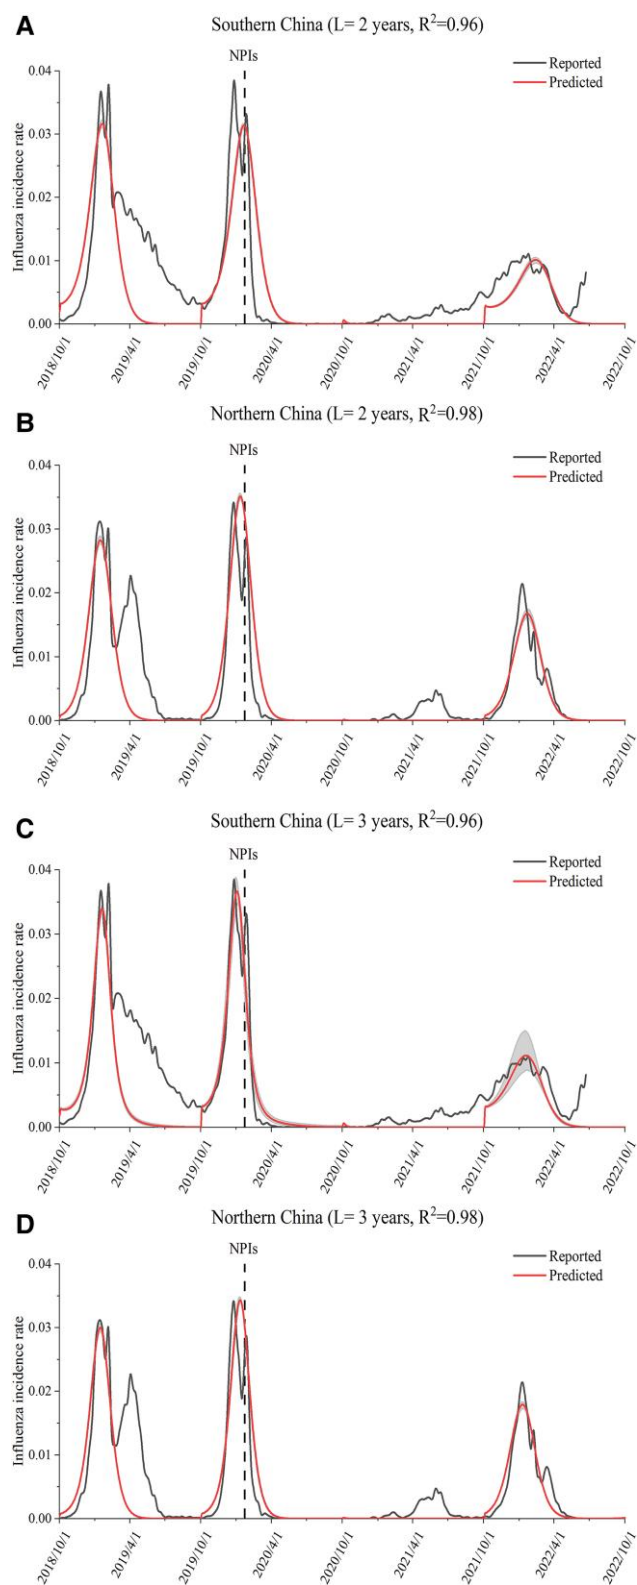 A
Southern China (L= 2 years, R²=0.96)
NPIs
Reported
Predicted
Influenza incidence rate
0.04
0.03
0.02
0.01
0.00
2018/10/1
2019/4/1
2019/10/1
2020/4/1
2020/10/1
2021/4/1
2021/10/1
2022/4/1
2022/10/1
B
Northern China (L= 2 years, R²=0.98)
NPIs
Reported
Predicted
Influenza incidence rate
0.04
0.03
0.02
0.01
0.00
2018/10/1
2019/4/1
2019/10/1
2020/4/1
2020/10/1
2021/4/1
2021/10/1
2022/4/1
2022/10/1
C
Southern China (L= 3 years, R²=0.96)
NPIs
Reported
Predicted
Influenza incidence rate
0.04
0.03
0.02
0.01
0.00
2018/10/1
2019/4/1
2019/10/1
2020/4/1
2020/10/1
2021/4/1
2021/10/1
2022/4/1
2022/10/1
D
Northern China (L= 3 years, R²=0.98)
NPIs
Reported
Predicted
Influenza incidence rate
0.04
0.03
0.02
0.01
0.00
2018/10/1
2019/4/1
2019/10/1
2020/4/1
2020/10/1
2021/4/1
2021/10/1
2022/4/1
2022/10/1